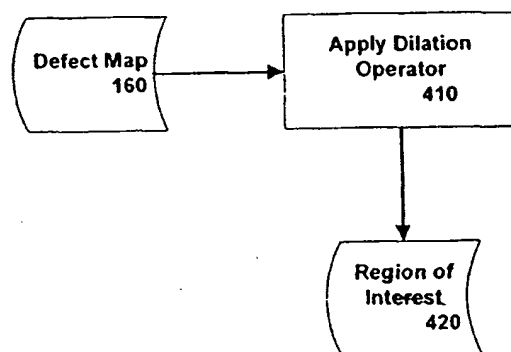 Defect Map
160
Apply Dilation
Operator
410
Region of
Interest
420